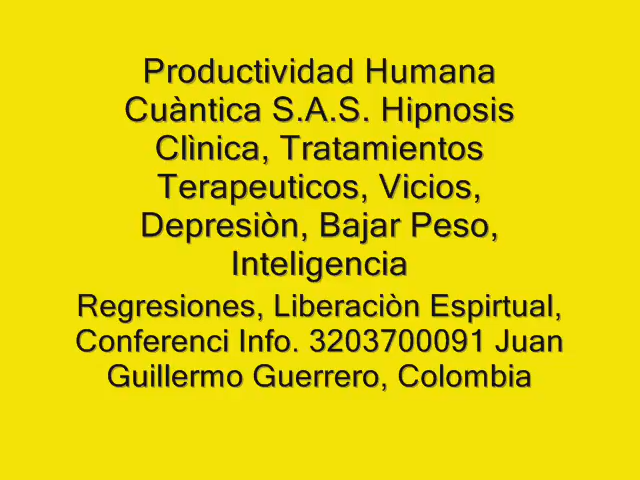 Productividad Humana
Cuàntica S.A.S. Hipnosis
Clìnica, Tratamientos
Terapeuticos, Vicios,
Depresiòn, Bajar Peso,
Inteligencia
Regresiones, Liberaciòn Espirtual,
Conferenci Info. 3203700091 Juan
Guillermo Guerrero, Colombia